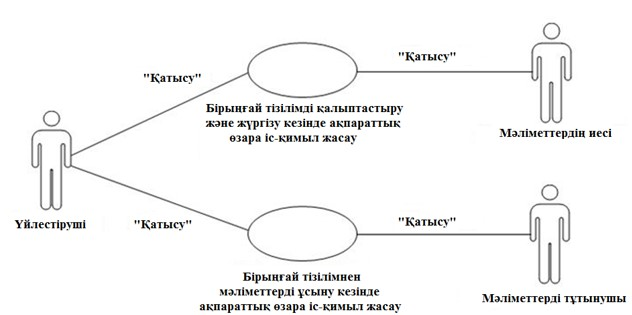 "Қатысу"
"Қатысу"
Бірыңғай тізілімді қалыптастыру
және жүргізу кезінде ақпараттық
өзара іс-қимыл жасау
Мәліметтердің иесі
Үйлестіруші
"Қатысу"
"Қатысу"
Бірыңғай тізілімнен
мәліметтерді ұсыну кезінде
ақпараттық өзара іс-қимыл жасау
Мәліметтерді тұтынушы